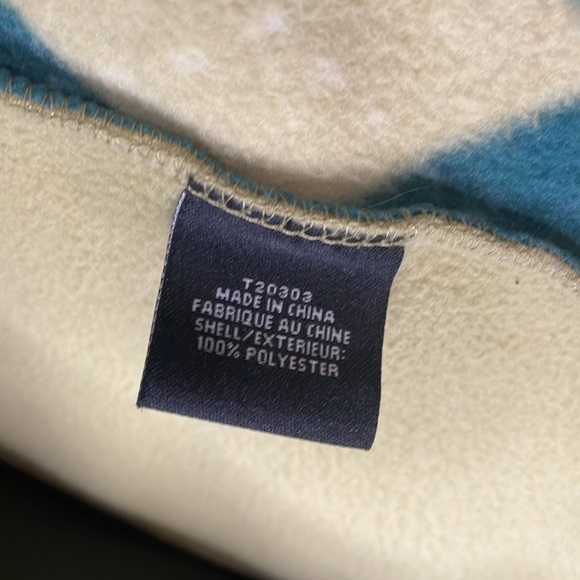 T20303
MADE IN CHINA
FABRIQUE AU CHINE
SHELL/EXTERIEUR:
100% POLYESTER